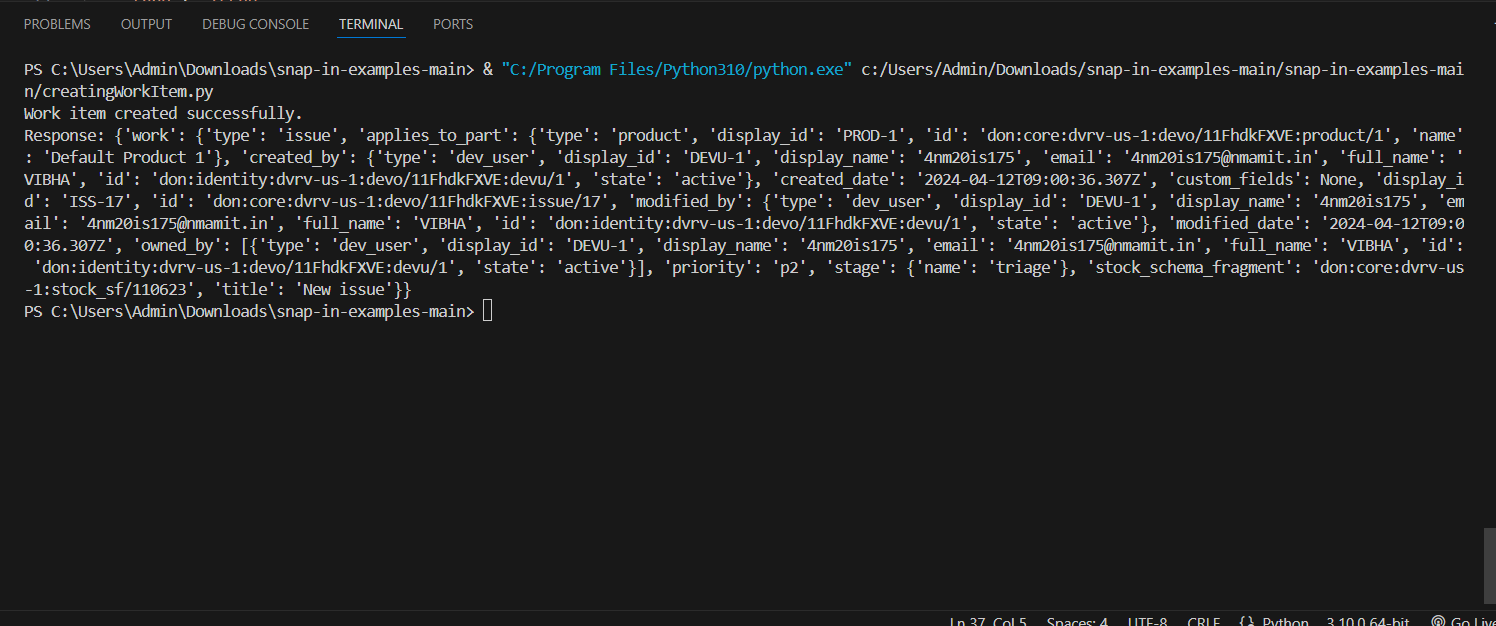 PROBLEMS OUTPUT DEBUG CONSOLE TERMINAL PORTS
PS C:\Users\Admin\Downloads\snap-in-examples-main> & "C:/Program Files/Python310/python.exe" c:/Users/Admin/Downloads/snap-in-examples-main/snap-in-examples-mai
n/creatingWorkItem.py
Work item created successfully.
Response: {'work': {'type': 'issue', 'applies_to_part': {'type': 'product', 'display_id': 'PROD-1', 'id': 'don:core:dvrv-us-1:devo/11FhdkFXVE:product/1', 'name'
: 'Default Product 1'}, 'created_by': {'type': 'dev_user', 'display_id': 'DEVU-1', 'display_name': '4nm20is175', 'email': '4nm20is175@nmamit.in', 'full_name': '
VIBHA', 'id': 'don:identity:dvrv-us-1:devo/11FhdkFXVE:devu/1', 'state': 'active'}, 'created_date': '2024-04-12T09:00:36.307Z', 'custom_fields': None, 'display_i
d': 'ISS-17', 'id': 'don:core:dvrv-us-1:devo/11FhdkFXVE:issue/17', 'modified_by': {'type': 'dev_user', 'display_id': 'DEVU-1', 'display_name': '4nm20is175', 'em
ail': '4nm20is175@nmamit.in', 'full_name': 'VIBHA', 'id': 'don:identity:dvrv-us-1:devo/11FhdkFXVE:devu/1', 'state': 'active'}, 'modified_date': '2024-04-12T09:0
0:36.307Z', 'owned_by': [{'type': 'dev_user', 'display_id': 'DEVU-1', 'display_name': '4nm20is175', 'email': '4nm20is175@nmamit.in', 'full_name': 'VIBHA', 'id':
 'don:identity:dvrv-us-1:devo/11FhdkFXVE:devu/1', 'state': 'active'}], 'priority': 'p2', 'stage': {'name': 'triage'}, 'stock_schema_fragment': 'don:core:dvrv-us
-1:stock_sf/110623', 'title': 'New issue'}}
PS C:\Users\Admin\Downloads\snap-in-examples-main>
Ln 37, Col 5 Spaces: 4 UTF-8 CRLF {} Python 3.10.0 64-bit Go Live